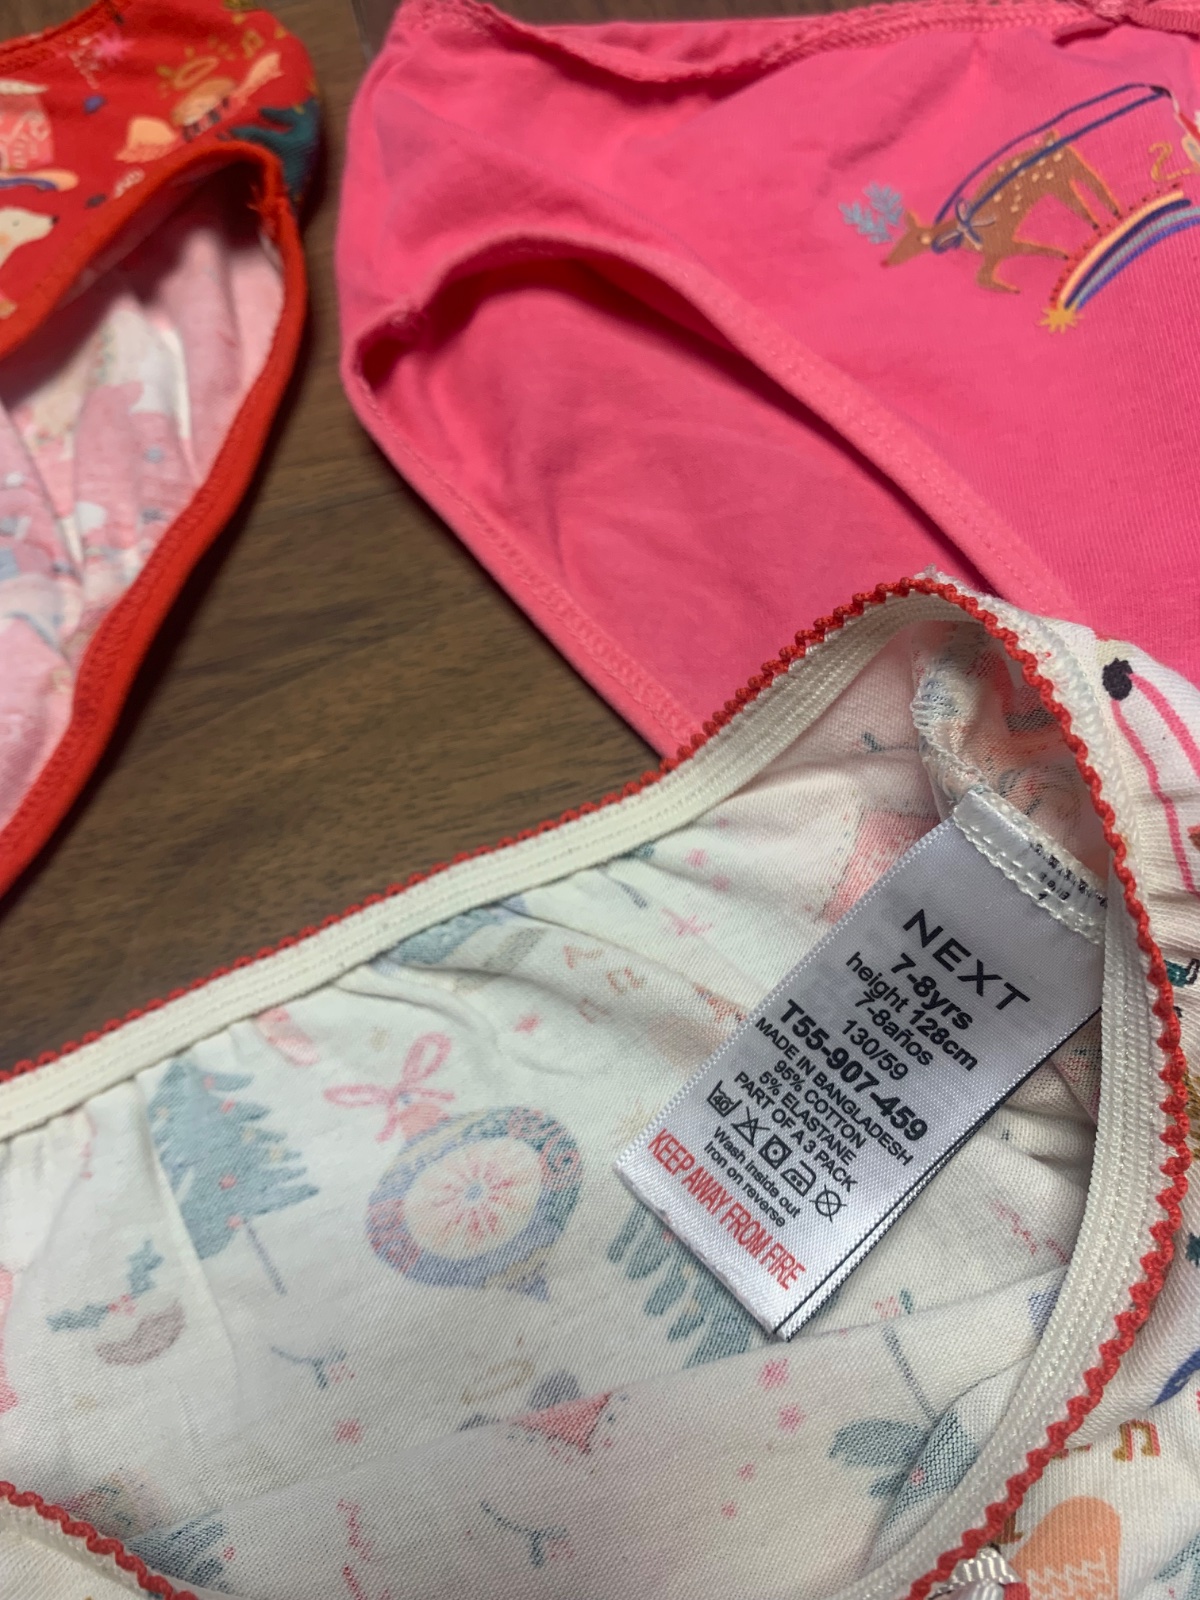 NEXT
7-8yrs
height 128cm
7-8años
130/59
T55-907-459
MADE IN BANGLADESH
95% COTTON
5% ELASTANE
PART OF A 3 PACK
40
Wash inside out
Iron on reverse
KEEP AWAY FROM FIRE